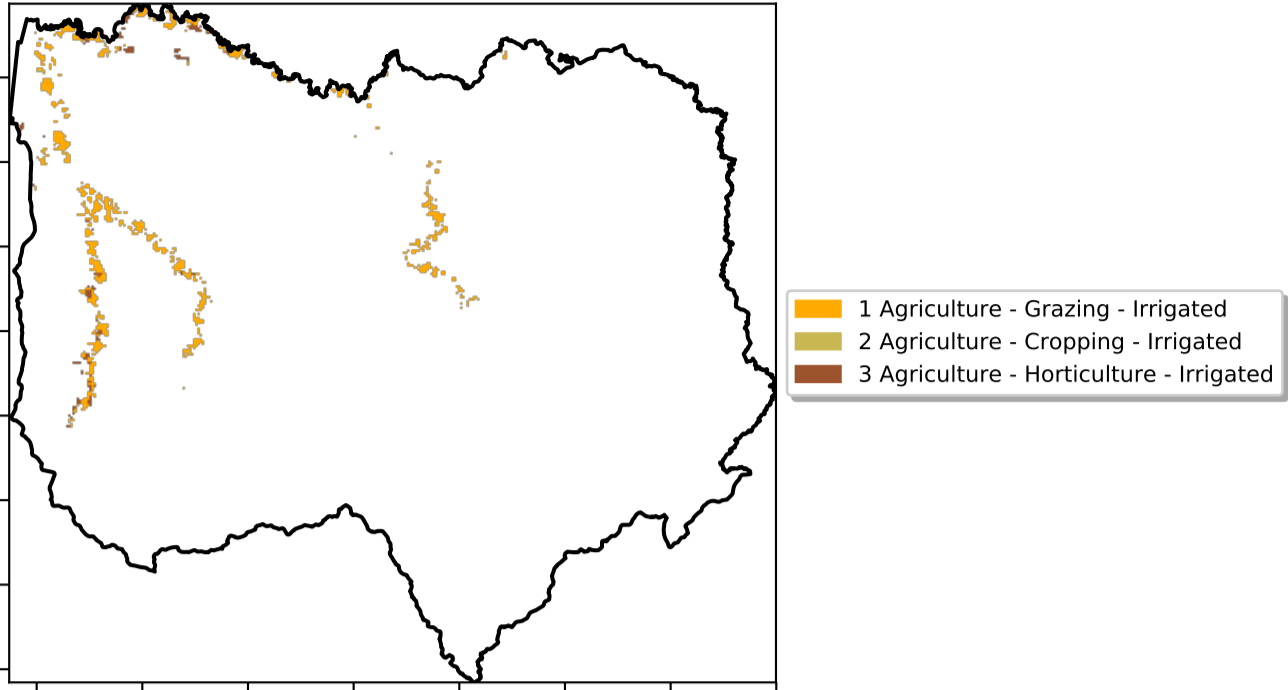 1 Agriculture - Grazing - Irrigated
2 Agriculture - Cropping - Irrigated
3 Agriculture - Horticulture - Irrigated